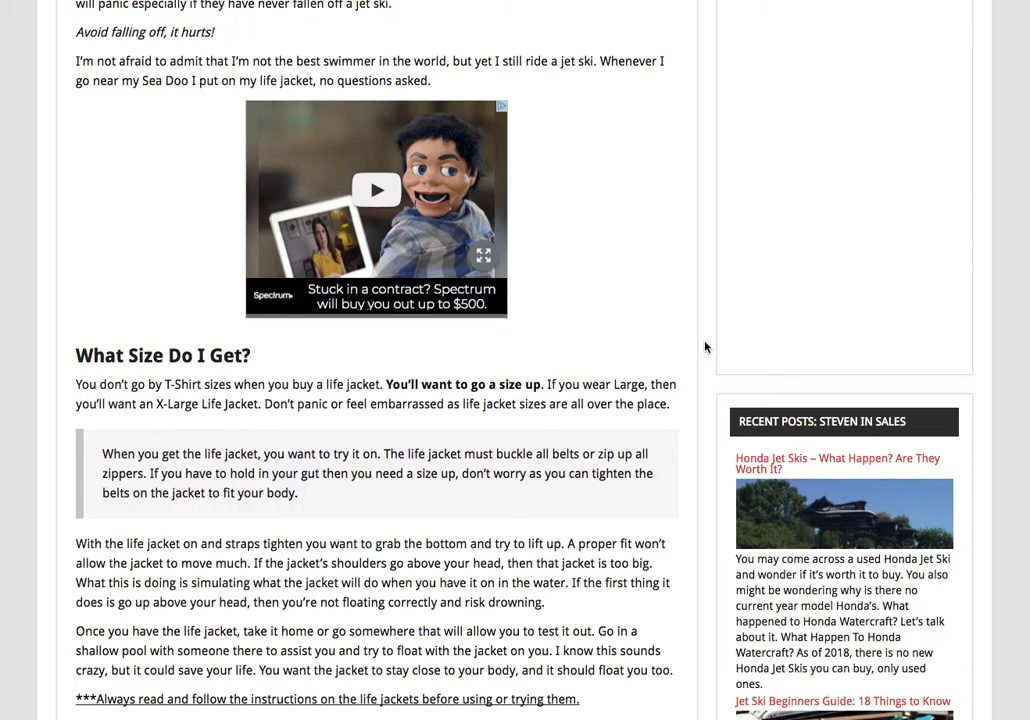 will panic especially if they have never fallen off a jet ski.
Avoid falling off, it hurts!
I'm not afraid to admit that I'm not the best swimmer in the world, but yet I still ride a jet ski. Whenever I
go near my Sea Doo I put on my life jacket, no questions asked.
Spectrum
Stuck in a contract? Spectrum
will buy you out up to $500.
What Size Do I Get?
You don't go by T-Shirt sizes when you buy a life jacket. You'll want to go a size up. If you wear Large, then
you'll want an X-Large Life Jacket. Don't panic or feel embarrassed as life jacket sizes are all over the place.
When you get the life jacket, you want to try it on. The life jacket must buckle all belts or zip up all
zippers. If you have to hold in your gut then you need a size up, don't worry as you can tighten the
belts on the jacket to fit your body.
With the life jacket on and straps tighten you want to grab the bottom and try to lift up. A proper fit won't
allow the jacket to move much. If the jacket's shoulders go above your head, then that jacket is too big.
What this is doing is simulating what the jacket will do when you have it on in the water. If the first thing it
does is go up above your head, then you're not floating correctly and risk drowning.
Once you have the life jacket, take it home or go somewhere that will allow you to test it out. Go in a
shallow pool with someone there to assist you and try to float with the jacket on you. I know this sounds
crazy, but it could save your life. You want the jacket to stay close to your body, and it should float you too.
***Always read and follow the instructions on the life jackets before using or trying them.
RECENT POSTS: STEVEN IN SALES
Honda Jet Skis – What Happen? Are They
Worth It?
You may come across a used Honda Jet Ski
and wonder if it's worth it to buy. You also
might be wondering why is there no
current year model Honda's. What
happened to Honda Watercraft? Let's talk
about it. What Happen To Honda
Watercraft? As of 2018, there is no new
Honda Jet Skis you can buy, only used
ones.
Jet Ski Beginners Guide: 18 Things to Know